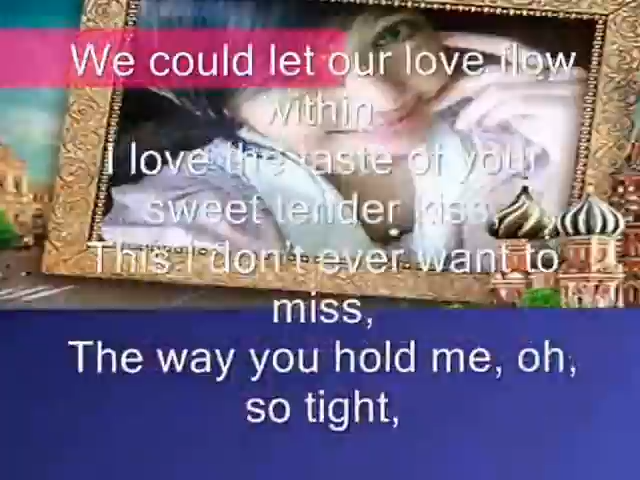 We could let our love flow
within
I love the taste of your
sweet tender kiss,
This I don't ever want to
miss,
The way you hold me, oh,
so tight,